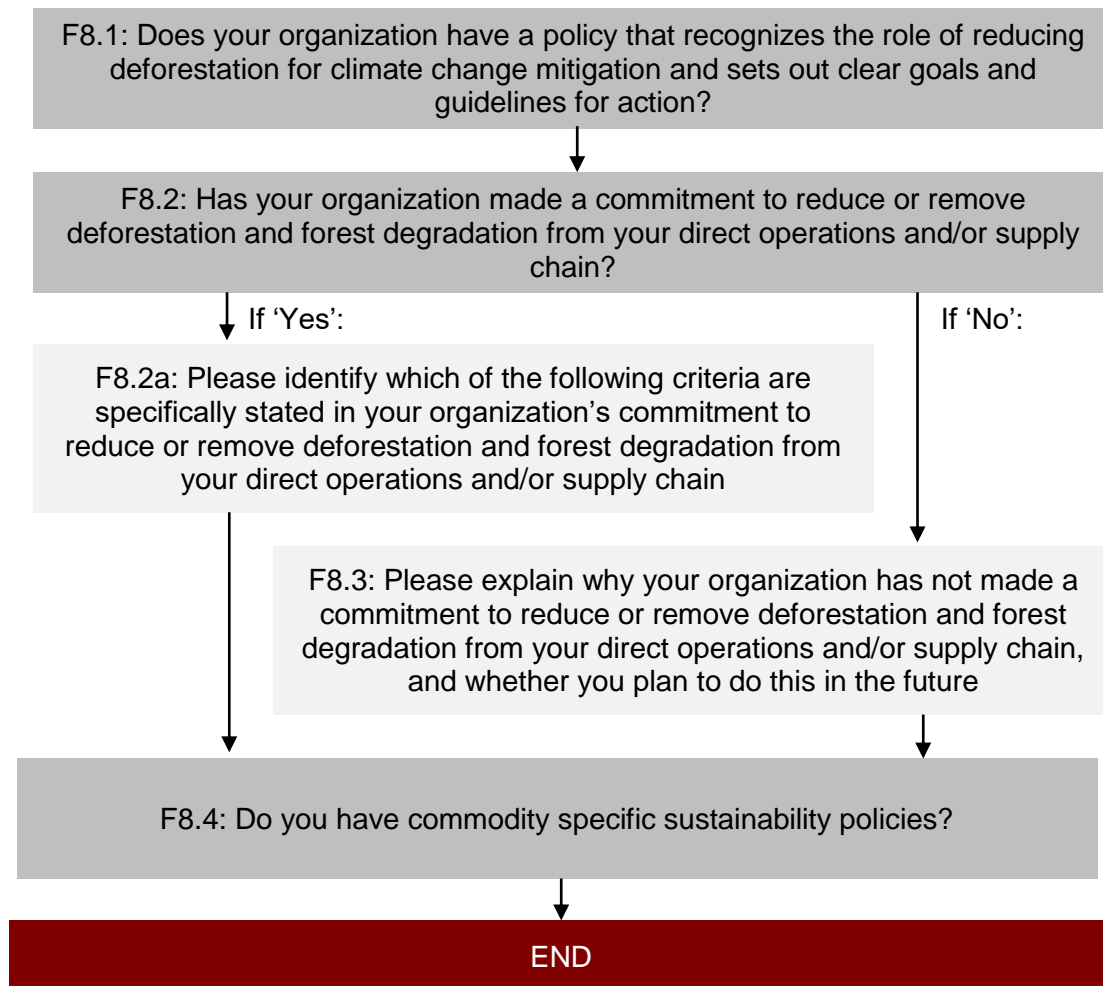 F8.1: Does your organization have a policy that recognizes the role of reducing
deforestation for climate change mitigation and sets out clear goals and
guidelines for action?
F8.2: Has your organization made a commitment to reduce or remove
deforestation and forest degradation from your direct operations and/or supply
chain?
If ‘Yes’:
If ‘No’:
F8.2a: Please identify which of the following criteria are
specifically stated in your organization’s commitment to
reduce or remove deforestation and forest degradation from
your direct operations and/or supply chain
F8.3: Please explain why your organization has not made a
commitment to reduce or remove deforestation and forest
degradation from your direct operations and/or supply chain,
and whether you plan to do this in the future
F8.4: Do you have commodity specific sustainability policies?
END